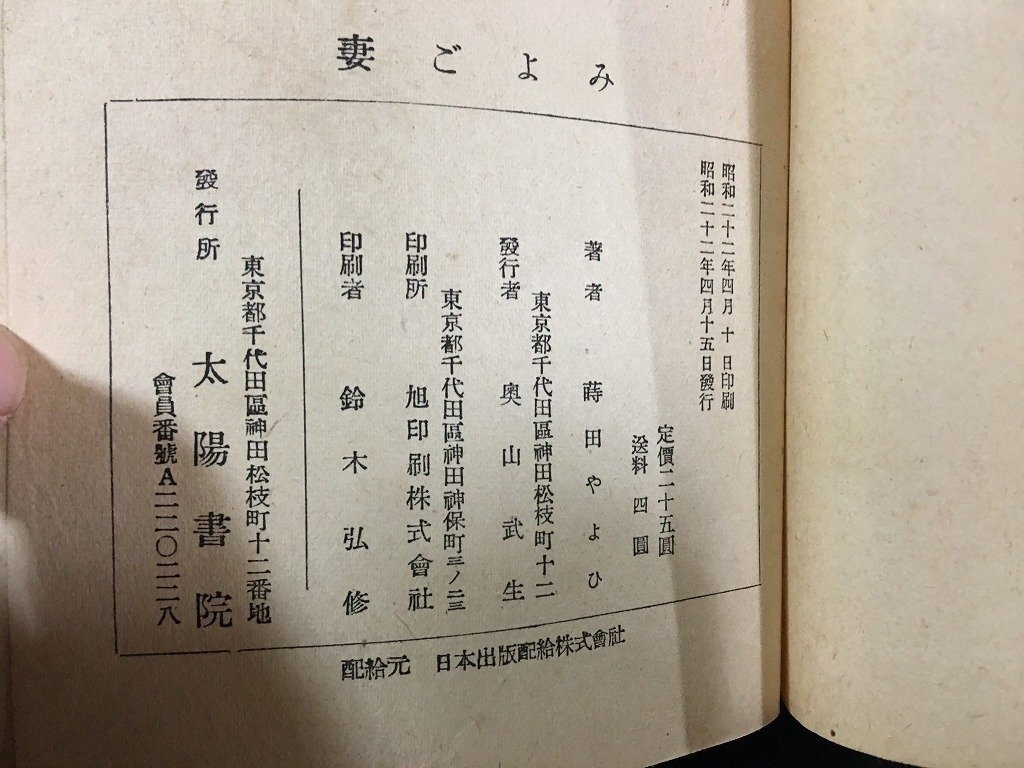 妻ごよみ
昭和二十二年四月十日印刷
昭和二十二年四月十五日發行
定價二十五圓
送料四圓
著者 蒔田やよひ
東京都千代田區神田松枝町十二
發行者 奥山武生
東京都千代田區神田神保町三ノ二三
印刷所 旭印刷株式會社
印刷者 鈴木弘修
東京都千代田區神田松枝町十二番地
發行所 太陽書院
會員番號A二二〇二二八
配給元 日本出版配給株式會社